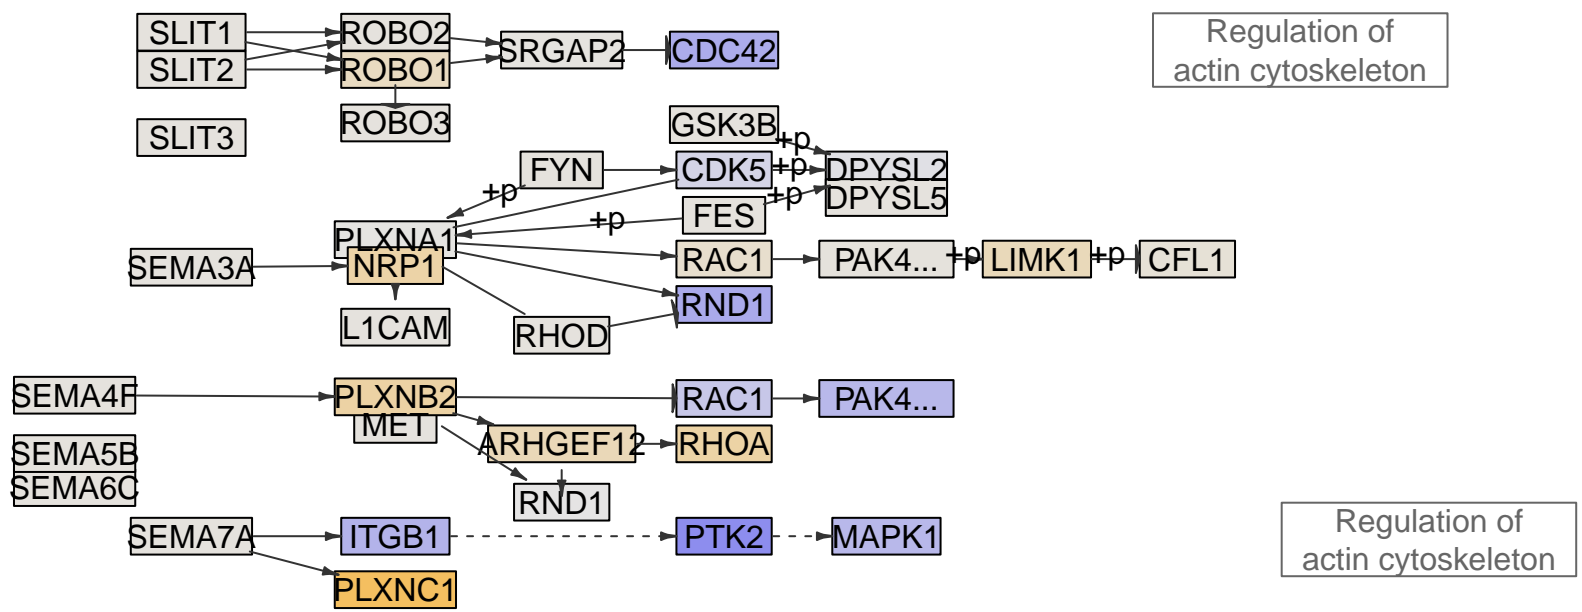 SLIT1
ROBO2
SRGAP2
CDC42
Regulation of
actin cytoskeleton
SLIT2
ROBO1
SLIT3
ROBO3
GSK3B
+p
FYN
CDK5
+p
DPYSL2
+p
FES
+p
DPYSL5
+p
PLXNA1
SEMA3A
NRP1
RAC1
PAK4...
+p
LIMK1
+p
CFL1
RND1
L1CAM
RHOD
SEMA4F
PLXNB2
RAC1
PAK4...
MET
ARHGEF12
RHOA
SEMA5B
SEMA6C
RND1
SEMA7A
ITGB1
PTK2
MAPK1
Regulation of
actin cytoskeleton
PLXNC1